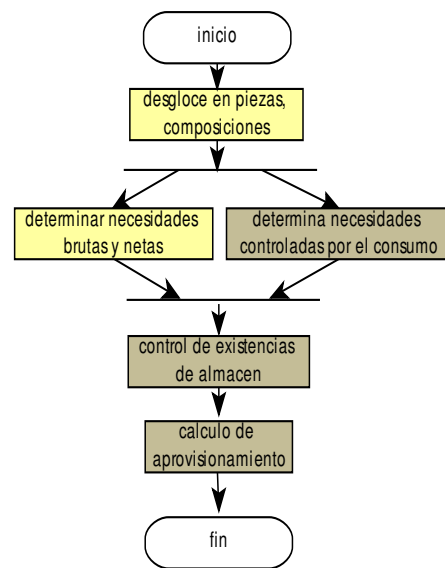 inicio
desgloce en piezas,
composiciones
determinar necesidades
brutas y netas
determina necesidades
controladas por el consumo
control de existencias
de almacen
calculo de
aprovisionamiento
fin